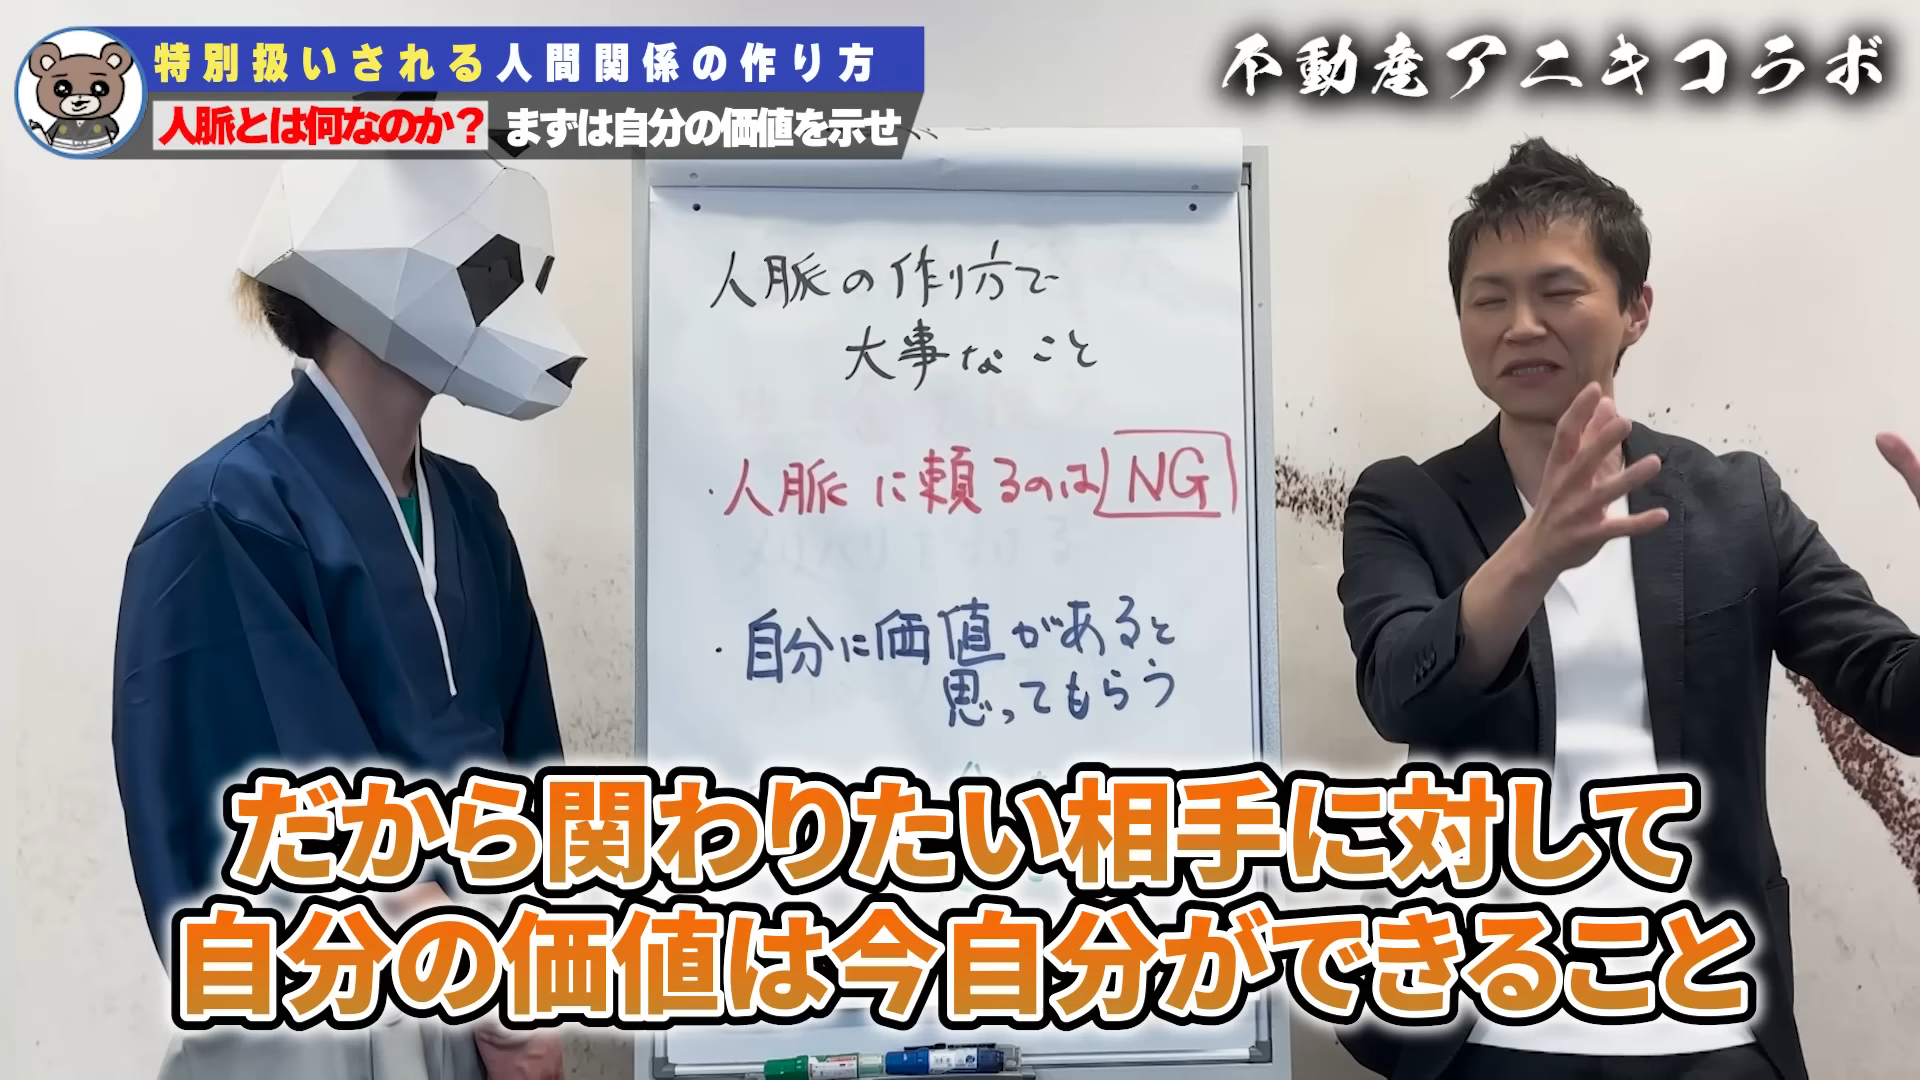 特別扱いされる人間関係の作り方
人脈とは何なのか? まずは自分の価値を示せ
不動産アニキコラボ
人脈の作り方で
大事なこと
・人脈に頼るのは NG
・自分に価値があると
思ってもらう
だから関わりたい相手に対して
自分の価値は今自分ができること